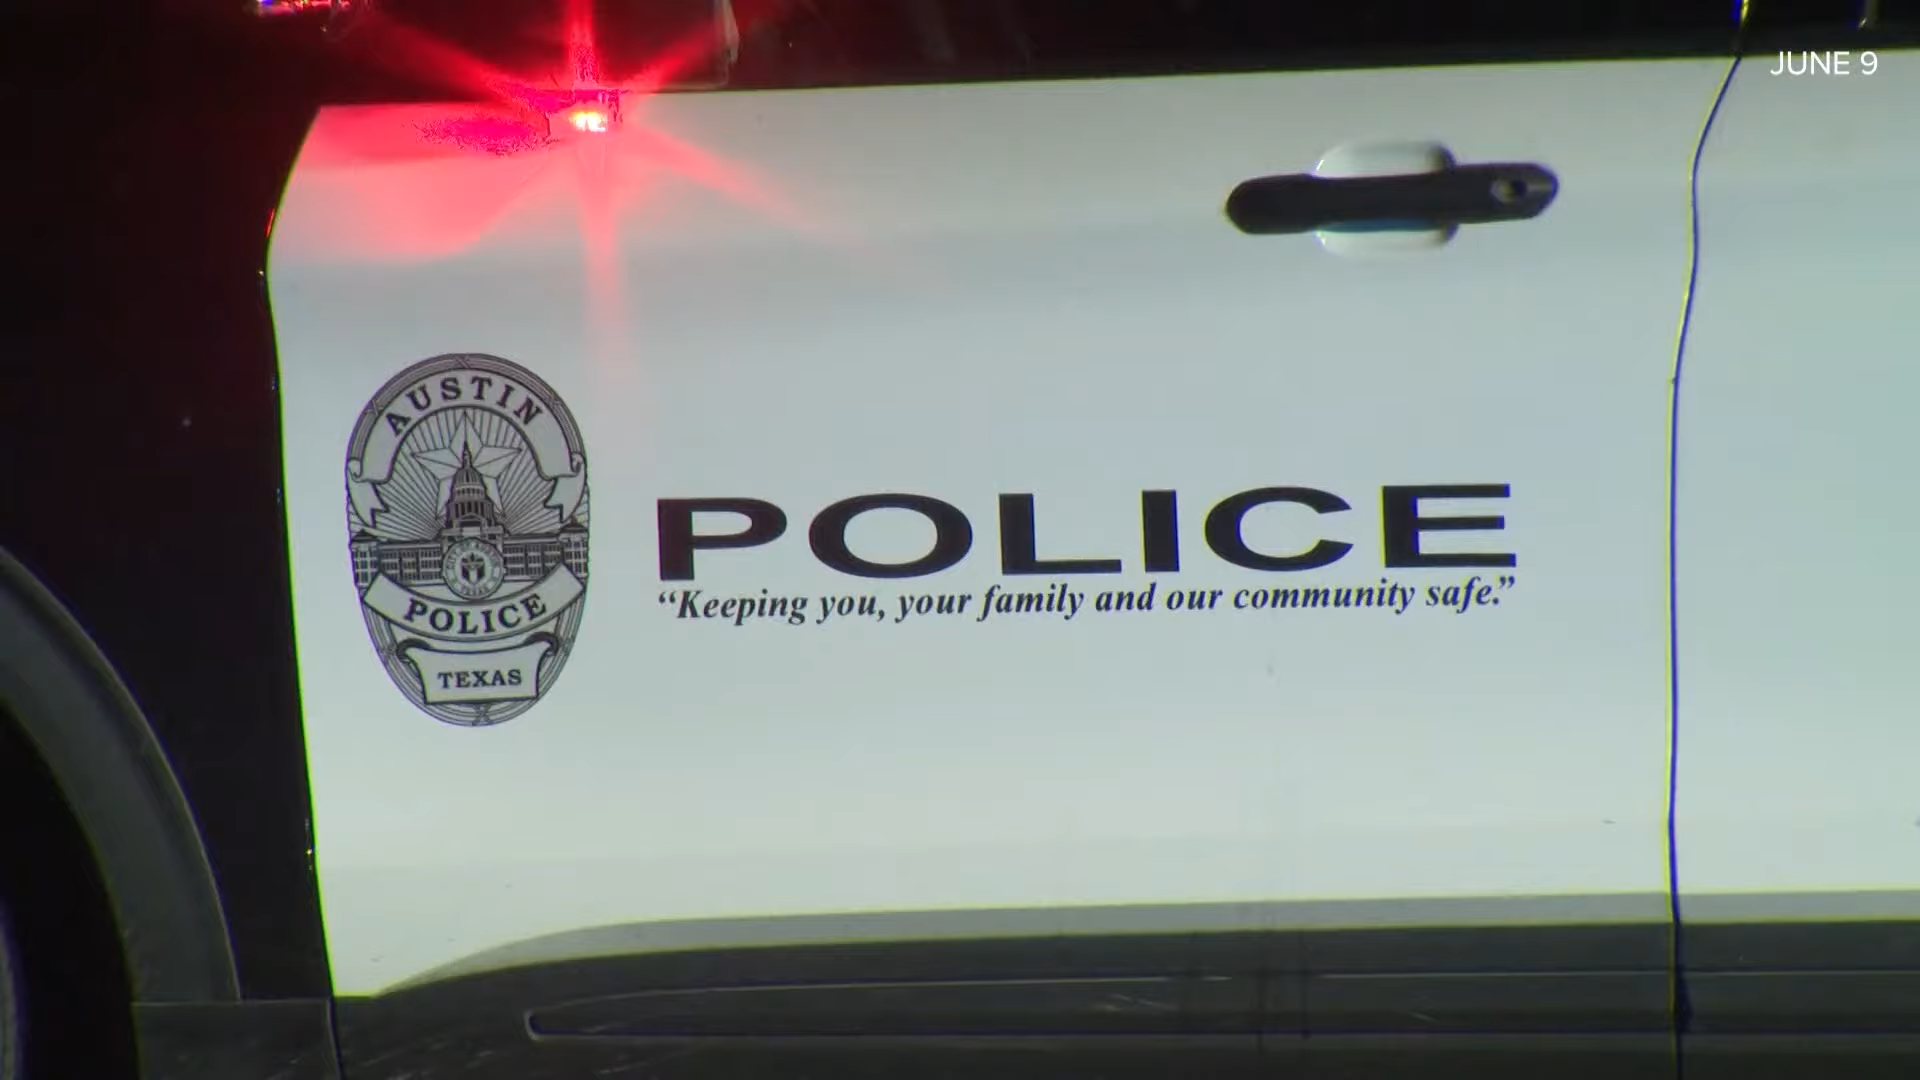 JUNE 9
AUSTIN
POLICE
TEXAS
POLICE
“Keeping you, your family and our community safe.”